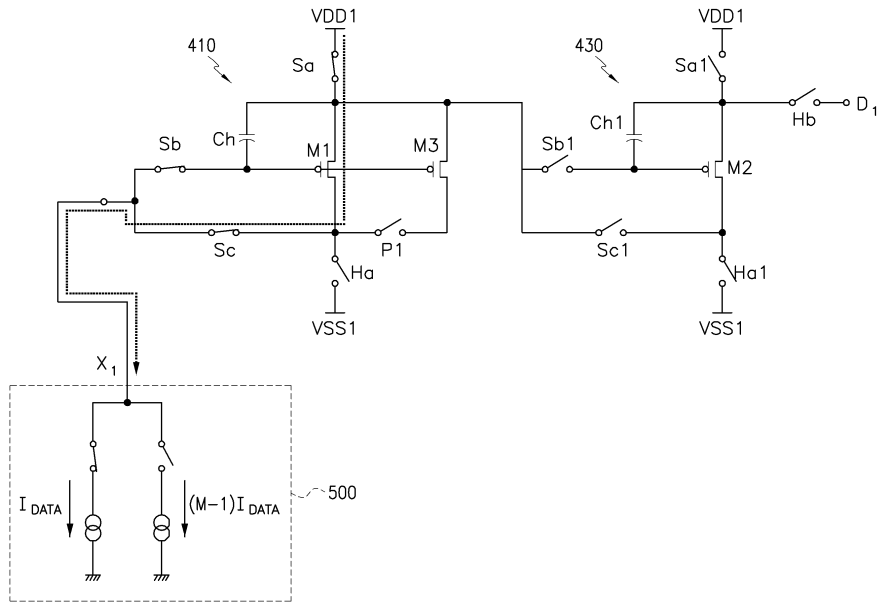 VDD1
VDD1
410
430
Sa
Sa1
Ch
Ch1
Hb
D1
Sb
M1
M3
Sb1
M2
Sc
P1
Sc1
Ha
Ha1
VSS1
VSS1
X1
IDATA
(M-1)IDATA
500